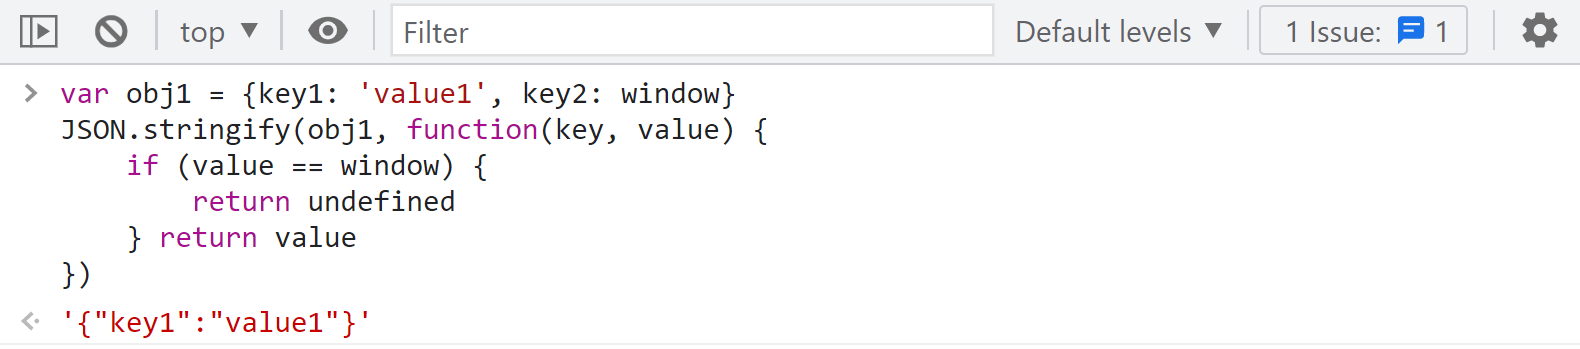 top Filter Default levels 1 Issue: 1
var obj1 = {key1: 'value1', key2: window}
JSON.stringify(obj1, function(key, value) {
    if (value == window) {
        return undefined
    } return value
})
'{"key1":"value1"}'